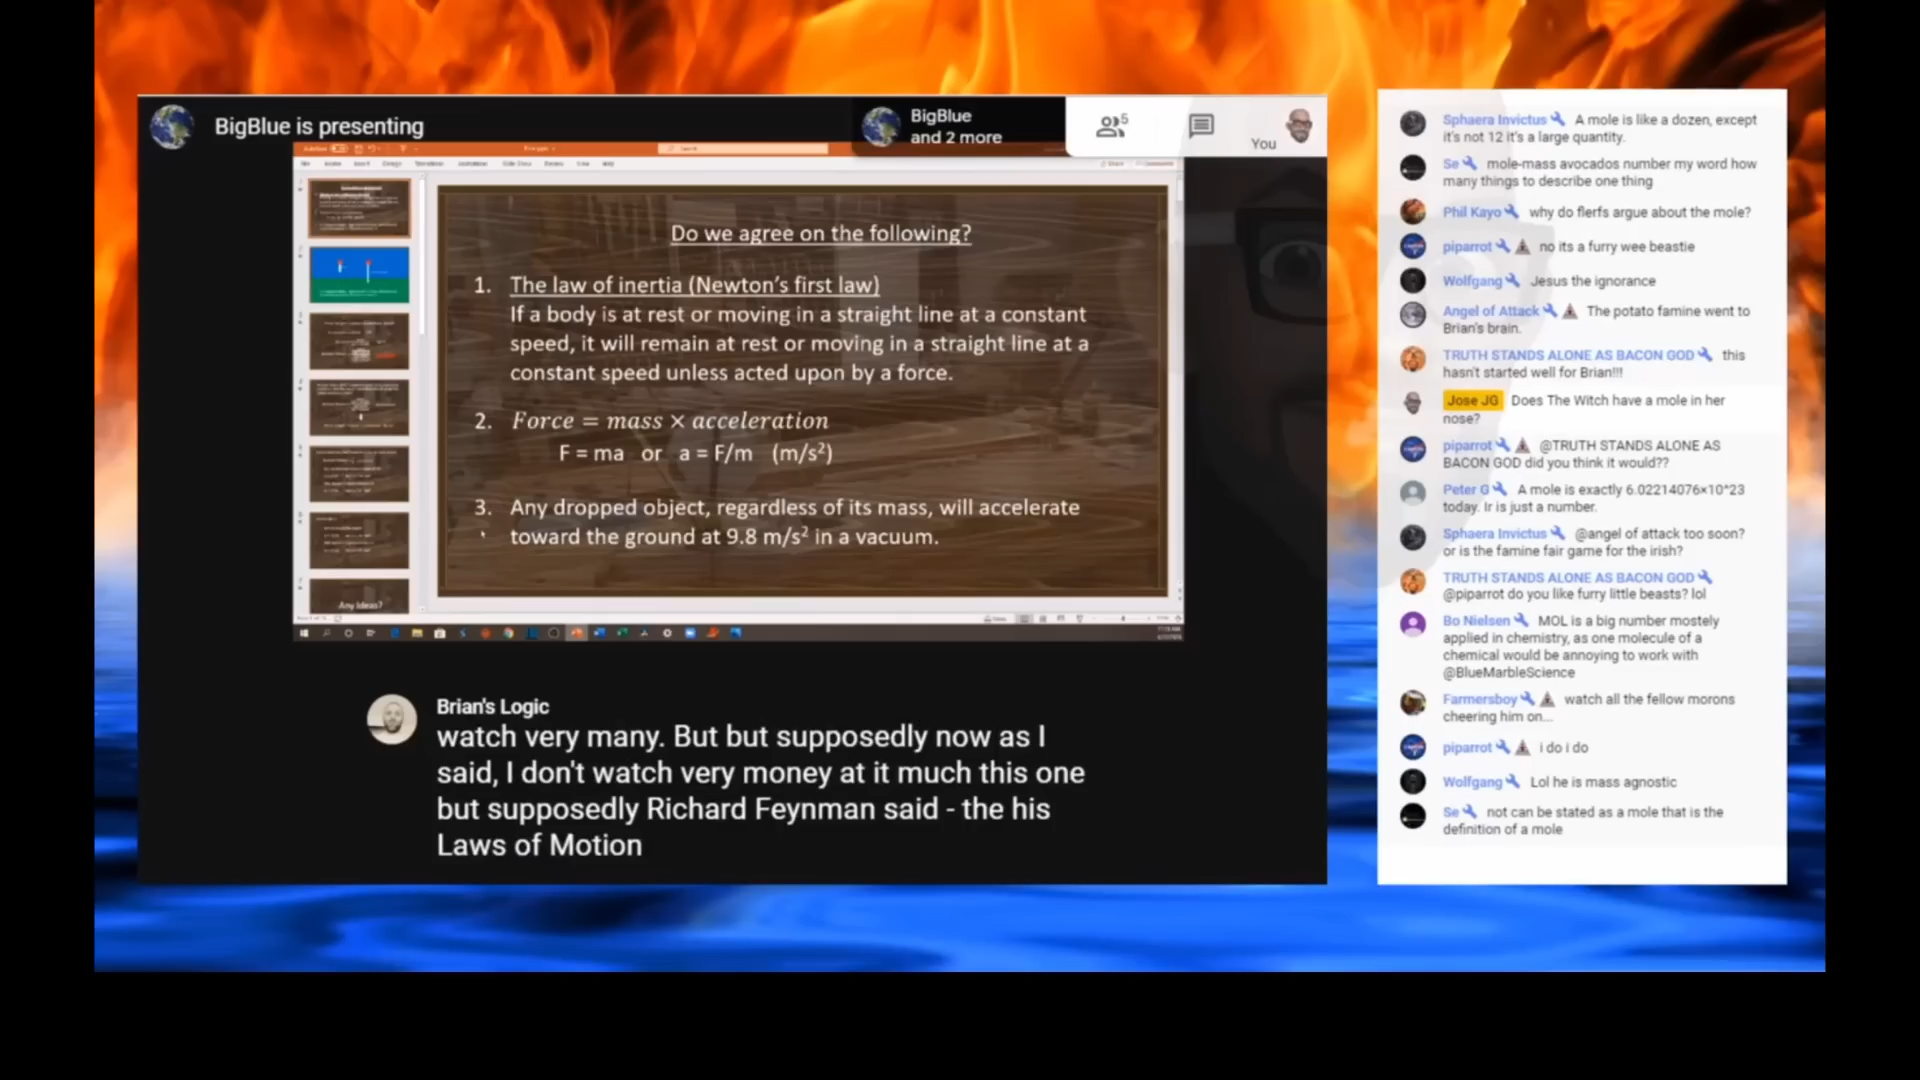 BigBlue is presenting
BigBlue
and 2 more
5
You
Do we agree on the following?
1. The law of inertia (Newton's first law)
If a body is at rest or moving in a straight line at a constant
speed, it will remain at rest or moving in a straight line at a
constant speed unless acted upon by a force.
2. Force = mass × acceleration
F = ma or a = F/m (m/s²)
3. Any dropped object, regardless of its mass, will accelerate
toward the ground at 9.8 m/s² in a vacuum.
Any Ideas?
Brian's Logic
watch very many. But but supposedly now as I
said, I don't watch very money at it much this one
but supposedly Richard Feynman said - the his
Laws of Motion
Sphaera Invictus A mole is like a dozen, except
it's not 12 it's a large quantity.
Se mole-mass avocados number my word how
many things to describe one thing
Phil Kayo why do flerfs argue about the mole?
piparrot no its a furry wee beastie
Wolfgang Jesus the ignorance
Angel of Attack The potato famine went to
Brian's brain.
TRUTH STANDS ALONE AS BACON GOD this
hasn't started well for Brian!!!
Jose JG Does The Witch have a mole in her
nose?
piparrot @TRUTH STANDS ALONE AS
BACON GOD did you think it would??
Peter G A mole is exactly 6.02214076×10^23
today. Ir is just a number.
Sphaera Invictus @angel of attack too soon?
or is the famine fair game for the irish?
TRUTH STANDS ALONE AS BACON GOD
@piparrot do you like furry little beasts? lol
Bo Nielsen MOL is a big number mostely
applied in chemistry, as one molecule of a
chemical would be annoying to work with
@BlueMarbleScience
Farmersboy watch all the fellow morons
cheering him on...
piparrot i do i do
Wolfgang Lol he is mass agnostic
Se not can be stated as a mole that is the
definition of a mole